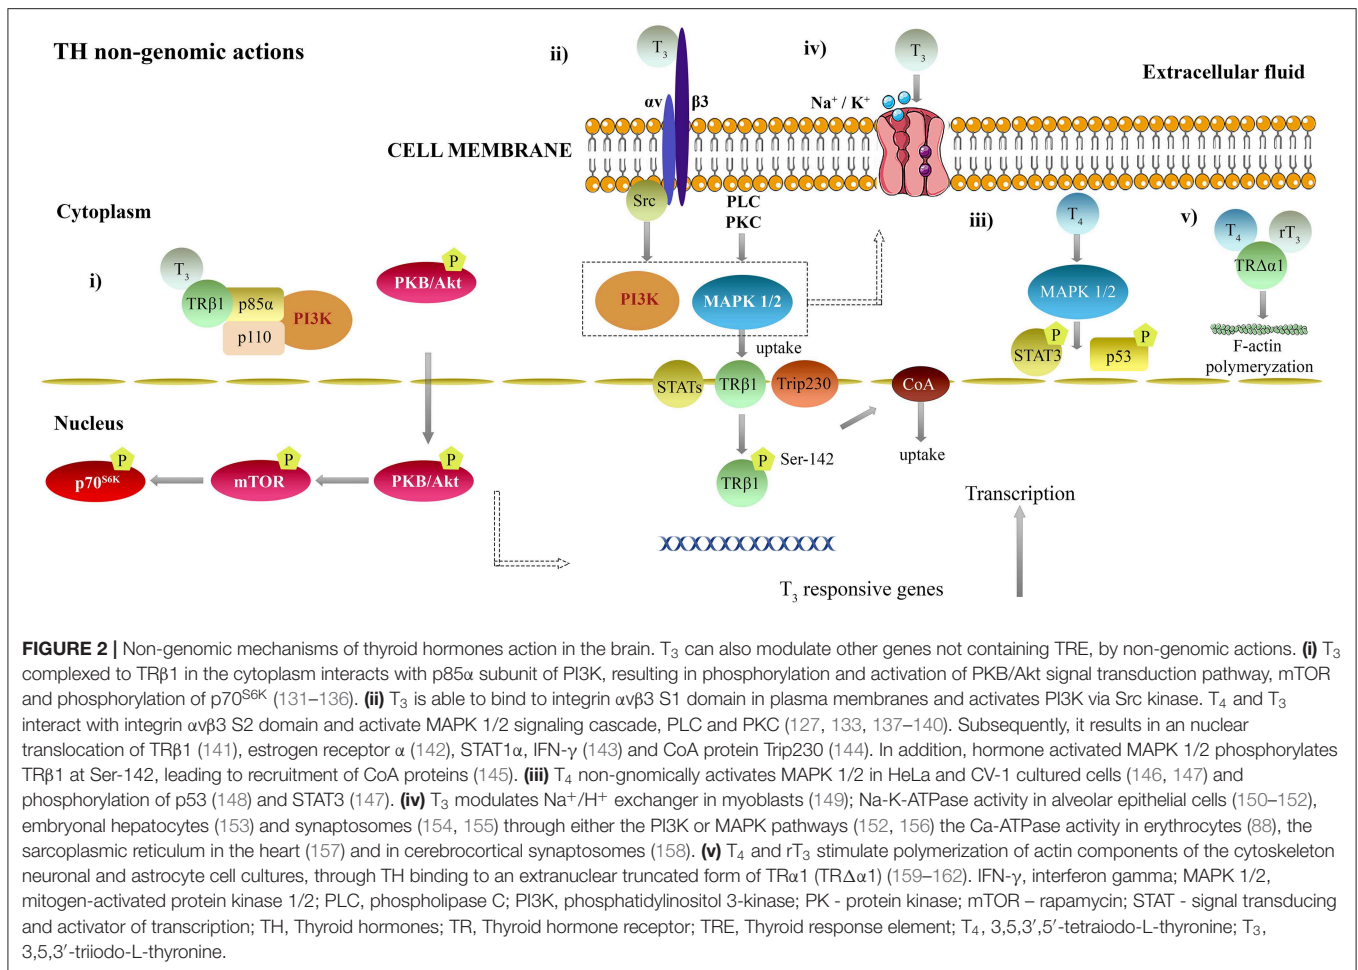 TH non-genomic actions
ii)
T3
iv)
T3
Extracellular fluid
αv
β3
Na+ / K+
CELL MEMBRANE
Cytoplasm
Src
PLC
PKC
iii)
T4
v)
T4
rT3
TRΔα1
i)
T3
TRβ1
p85α
p110
PI3K
P
PKB/Akt
PI3K
MAPK 1/2
MAPK 1/2
uptake
P
STAT3
P
p53
F-actin
polymeryzation
STATs
TRβ1
Trip230
CoA
Nucleus
P
p70S6K
P
mTOR
P
PKB/Akt
P
Ser-142
TRβ1
uptake
Transcription
T3 responsive genes
FIGURE 2 | Non-genomic mechanisms of thyroid hormones action in the brain. T3 can also modulate other genes not containing TRE, by non-genomic actions. (i) T3
complexed to TRβ1 in the cytoplasm interacts with p85α subunit of PI3K, resulting in phosphorylation and activation of PKB/Akt signal transduction pathway, mTOR
and phosphorylation of p70S6K (131–136). (ii) T3 is able to bind to integrin αvβ3 S1 domain in plasma membranes and activates PI3K via Src kinase. T4 and T3
interact with integrin αvβ3 S2 domain and activate MAPK 1/2 signaling cascade, PLC and PKC (127, 133, 137–140). Subsequently, it results in an nuclear
translocation of TRβ1 (141), estrogen receptor α (142), STAT1α, IFN-γ (143) and CoA protein Trip230 (144). In addition, hormone activated MAPK 1/2 phosphorylates
TRβ1 at Ser-142, leading to recruitment of CoA proteins (145). (iii) T4 non-gnomically activates MAPK 1/2 in HeLa and CV-1 cultured cells (146, 147) and
phosphorylation of p53 (148) and STAT3 (147). (iv) T3 modulates Na+/H+ exchanger in myoblasts (149); Na-K-ATPase activity in alveolar epithelial cells (150–152),
embryonal hepatocytes (153) and synaptosomes (154, 155) through either the PI3K or MAPK pathways (152, 156) the Ca-ATPase activity in erythrocytes (88), the
sarcoplasmic reticulum in the heart (157) and in cerebrocortical synaptosomes (158). (v) T4 and rT3 stimulate polymerization of actin components of the cytoskeleton
neuronal and astrocyte cell cultures, through TH binding to an extranuclear truncated form of TRα1 (TRΔα1) (159–162). IFN-γ, interferon gamma; MAPK 1/2,
mitogen-activated protein kinase 1/2; PLC, phospholipase C; PI3K, phosphatidylinositol 3-kinase; PK - protein kinase; mTOR – rapamycin; STAT - signal transducing
and activator of transcription; TH, Thyroid hormones; TR, Thyroid hormone receptor; TRE, Thyroid response element; T4, 3,5,3′,5′-tetraiodo-L-thyronine; T3,
3,5,3′-triiodo-L-thyronine.